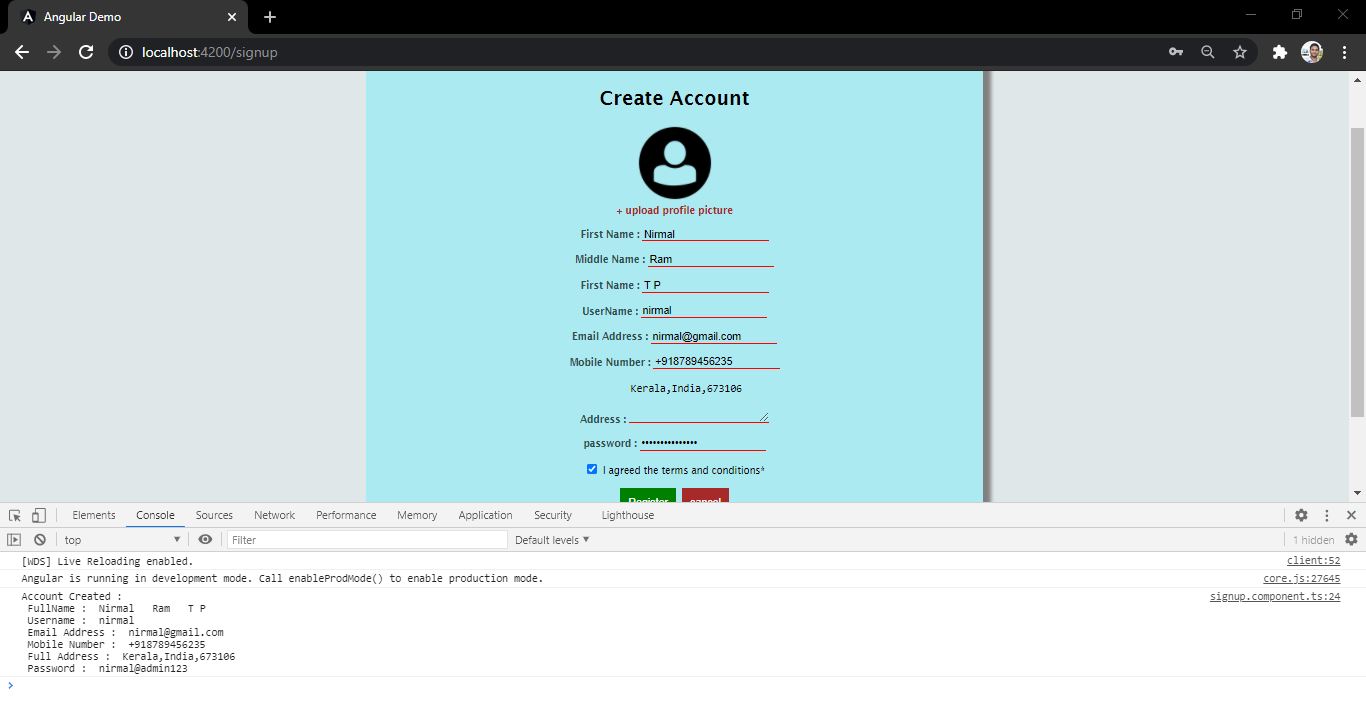 Angular Demo
localhost:4200/signup
Create Account
+ upload profile picture
First Name : Nirmal
Middle Name : Ram
First Name : T P
UserName : nirmal
Email Address : nirmal@gmail.com
Mobile Number : +918789456235
Kerala,India,673106
Address :
password : •••••••••••••••
I agreed the terms and conditions*
Register cancel
Elements Console Sources Network Performance Memory Application Security Lighthouse
top Filter Default levels 1 hidden
[WDS] Live Reloading enabled. client:52
Angular is running in development mode. Call enableProdMode() to enable production mode. core.js:27645
Account Created : signup.component.ts:24
FullName : Nirmal Ram T P
Username : nirmal
Email Address : nirmal@gmail.com
Mobile Number : +918789456235
Full Address : Kerala,India,673106
Password : nirmal@admin123